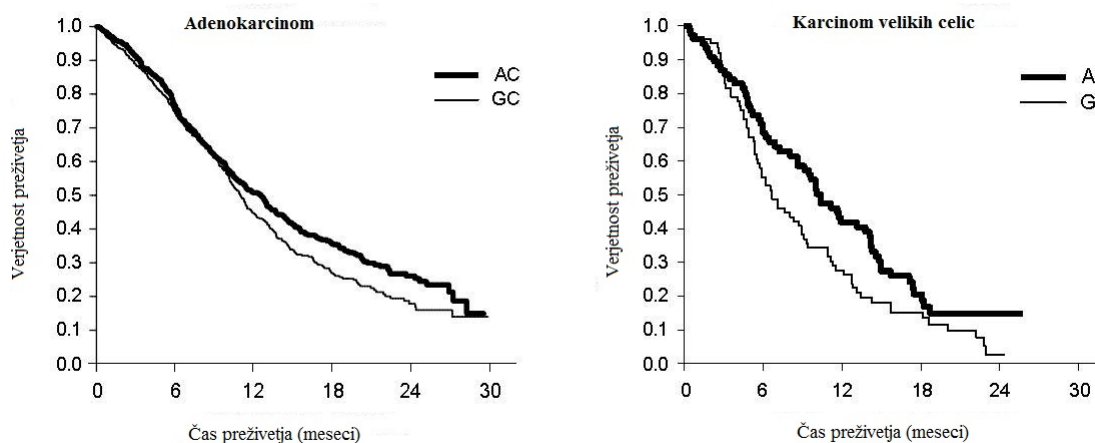 Adenokarcinom
1.0
0.9
0.8
0.7
0.6
0.5
0.4
0.3
0.2
0.1
0.0
Verjetnost preživetja
AC
GC
0 6 12 18 24 30
Čas preživetja (meseci)
Karcinom velikih celic
1.0
0.9
0.8
0.7
0.6
0.5
0.4
0.3
0.2
0.1
0.0
Verjetnost preživetja
A
G
0 6 12 18 24 30
Čas preživetja (meseci)